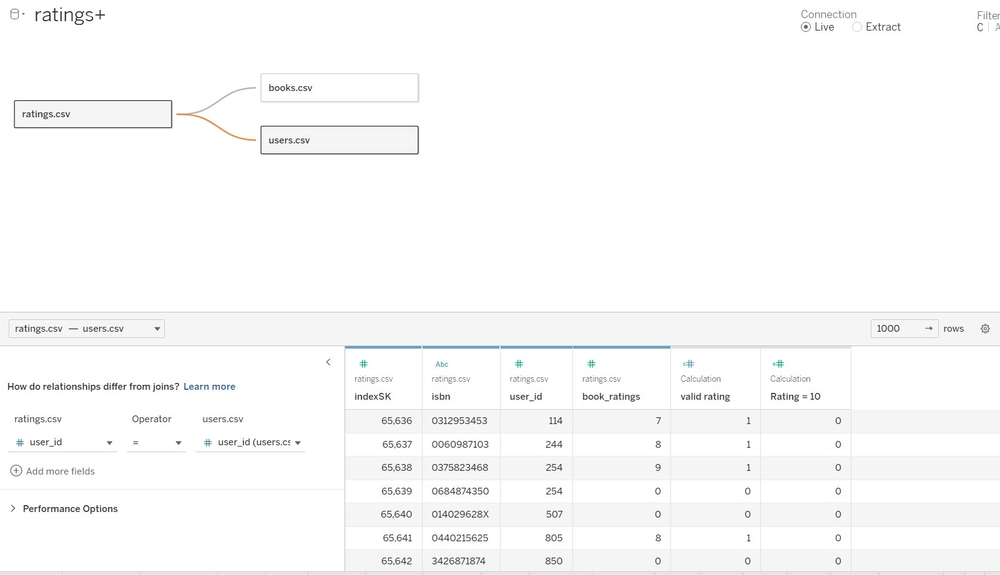 ratings+
Connection
Live Extract
Filter
books.csv
ratings.csv
users.csv
ratings.csv — users.csv
1000 → rows
How do relationships differ from joins? Learn more
ratings.csv Operator users.csv
# user_id = # user_id (users.cs
Add more fields
Performance Options
# Abc # # =# =#
ratings.csv ratings.csv ratings.csv ratings.csv Calculation Calculation
indexSK isbn user_id book_ratings valid rating Rating = 10
65,636 0312953453 114 7 1 0
65,637 0060987103 244 8 1 0
65,638 0375823468 254 9 1 0
65,639 0684874350 254 0 0 0
65,640 014029628X 507 0 0 0
65,641 0440215625 805 8 1 0
65,642 3426871874 850 0 0 0